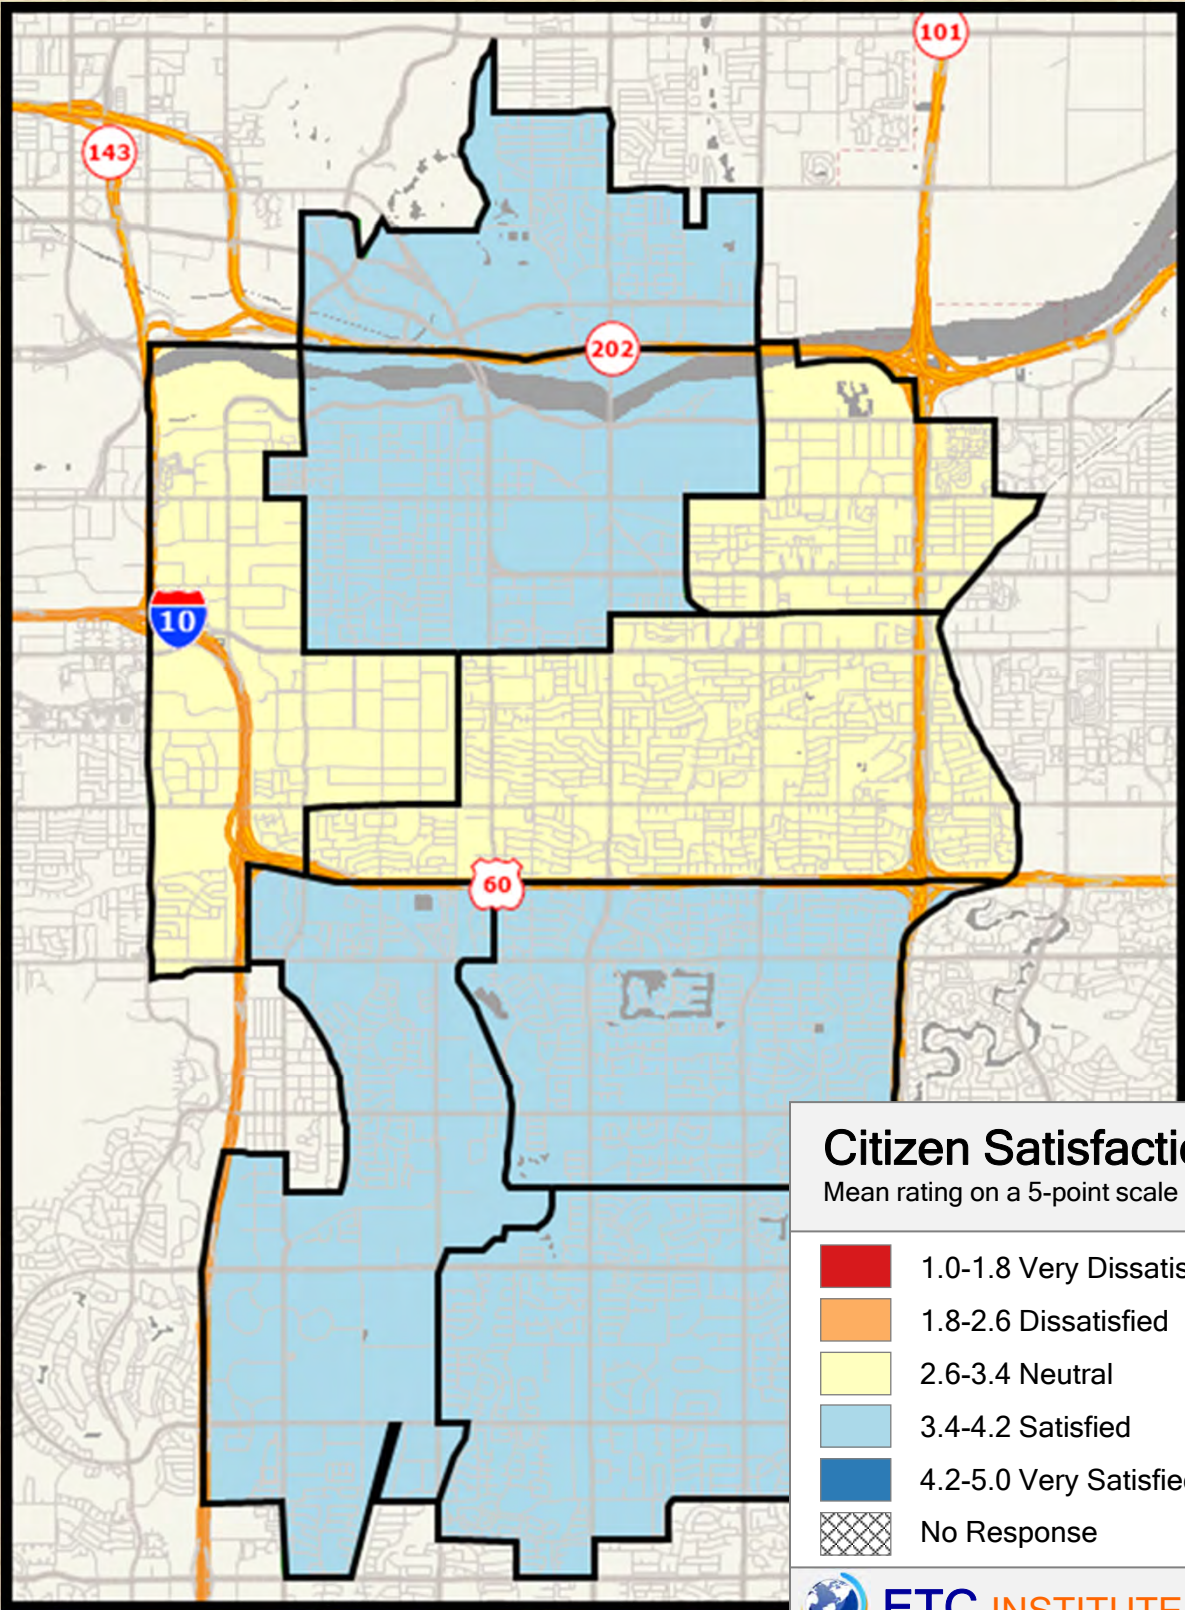 101
143
202
10
60
Citizen Satisfactio
Mean rating on a 5-point scale
1.0-1.8 Very Dissatis
1.8-2.6 Dissatisfied
2.6-3.4 Neutral
3.4-4.2 Satisfied
4.2-5.0 Very Satisfied
No Response
ETC INSTITUTE